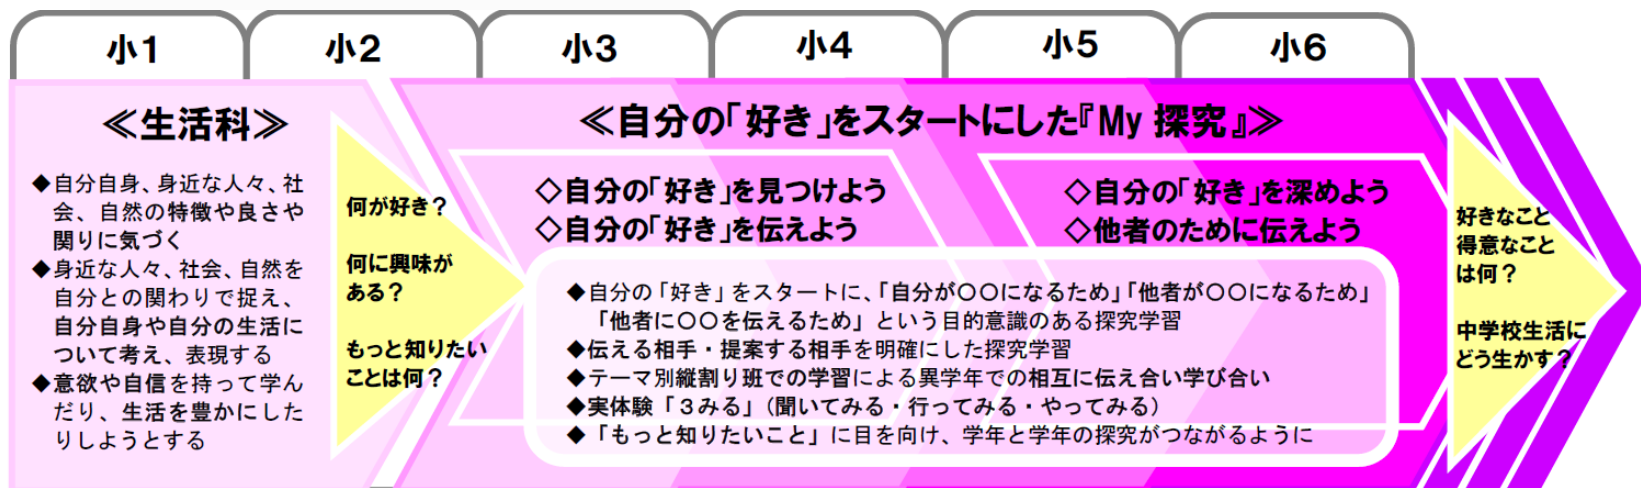 小1
小2
小3
小4
小5
小6
≪生活科≫
◆自分自身、身近な人々、社
会、自然の特徴や良さや
関りに気づく
◆身近な人々、社会、自然を
自分との関わりで捉え、
自分自身や自分の生活に
ついて考え、表現する
◆意欲や自信を持って学ん
だり、生活を豊かにした
りしようとする
何が好き?
何に興味が
ある?
もっと知りたい
ことは何?
≪自分の「好き」をスタートにした『My 探究』≫
◇自分の「好き」を見つけよう
◇自分の「好き」を伝えよう
◇自分の「好き」を深めよう
◇他者のために伝えよう
◆自分の「好き」をスタートに、「自分が〇〇になるため」「他者が〇〇になるため」
「他者に〇〇を伝えるため」という目的意識のある探究学習
◆伝える相手・提案する相手を明確にした探究学習
◆テーマ別縦割り班での学習による異学年での相互に伝え合い学び合い
◆実体験「3みる」(聞いてみる・行ってみる・やってみる)
◆「もっと知りたいこと」に目を向け、学年と学年の探究がつながるように
好きなこと
得意なこと
は何?
中学校生活に
どう生かす?